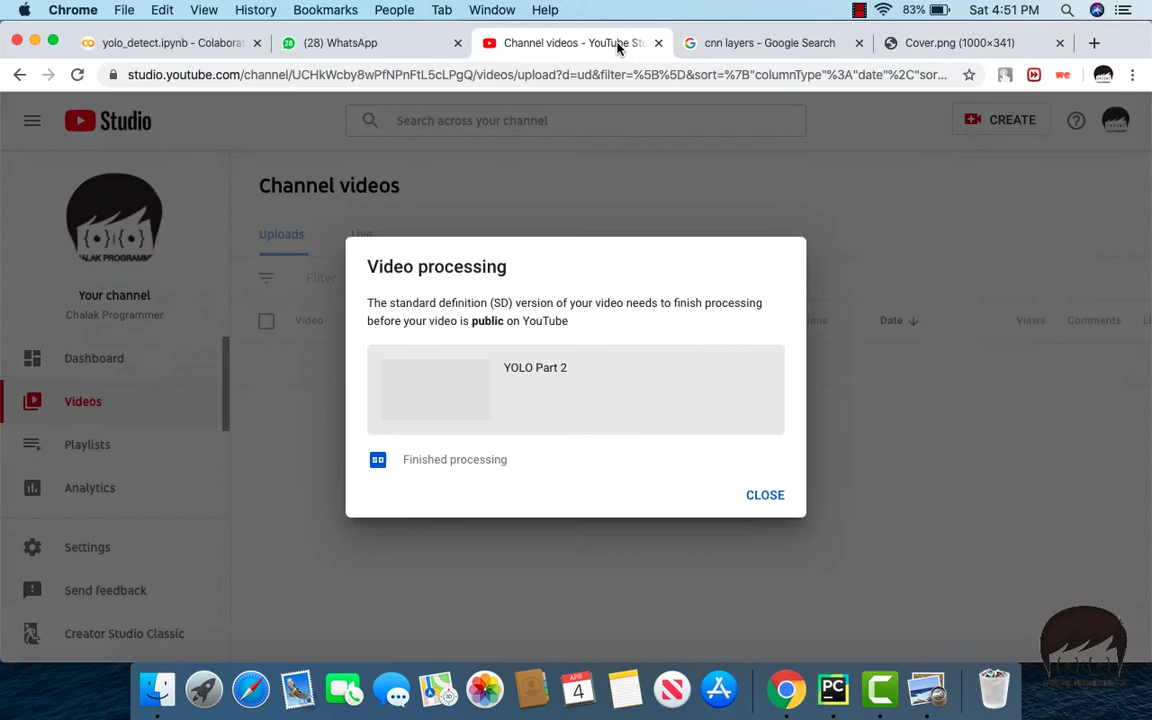 Chrome File Edit View History Bookmarks People Tab Window Help 83% Sat 4:51 PM
yolo_detect.ipynb - Colaborat (28) WhatsApp Channel videos - YouTube Stu cnn layers - Google Search Cover.png (1000×341)
studio.youtube.com/channel/UCHkWcby8wPfNPnFtL5cLPgQ/videos/upload?d=ud&filter=%5B%5D&sort=%7B"columnType"%3A"date"%2C"sor...
Studio
Search across your channel
CREATE
Channel videos
Uploads Live
Filter
Your channel
Chalak Programmer
Video Date Views Comments Li
Dashboard
Videos
Playlists
Analytics
Settings
Send feedback
Creator Studio Classic
Video processing
The standard definition (SD) version of your video needs to finish processing
before your video is public on YouTube
YOLO Part 2
SD Finished processing
CLOSE